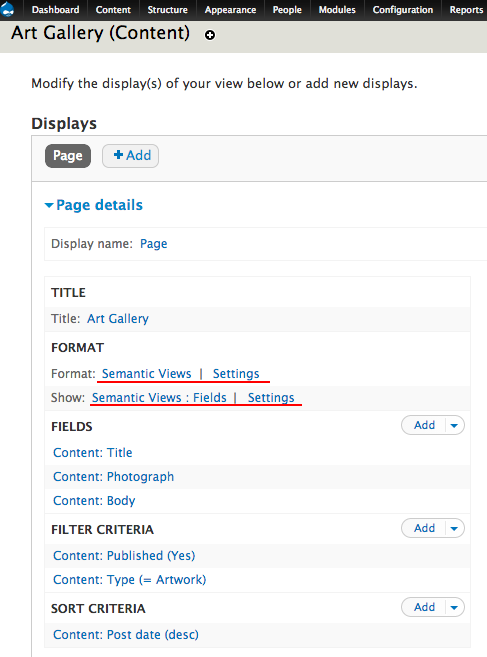 Dashboard Content Structure Appearance People Modules Configuration Reports
Art Gallery (Content)
Modify the display(s) of your view below or add new displays.
Displays
Page + Add
Page details
Display name: Page
TITLE
Title: Art Gallery
FORMAT
Format: Semantic Views | Settings
Show: Semantic Views : Fields | Settings
FIELDS Add
Content: Title
Content: Photograph
Content: Body
FILTER CRITERIA Add
Content: Published (Yes)
Content: Type (= Artwork)
SORT CRITERIA Add
Content: Post date (desc)